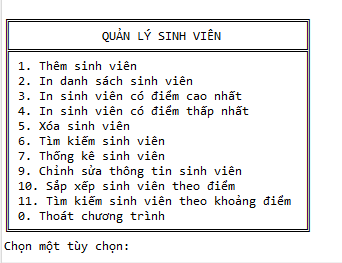 QUẢN LÝ SINH VIÊN
1. Thêm sinh viên
2. In danh sách sinh viên
3. In sinh viên có điểm cao nhất
4. In sinh viên có điểm thấp nhất
5. Xóa sinh viên
6. Tìm kiếm sinh viên
7. Thống kê sinh viên
9. Chỉnh sửa thông tin sinh viên
10. Sắp xếp sinh viên theo điểm
11. Tìm kiếm sinh viên theo khoảng điểm
0. Thoát chương trình
Chọn một tùy chọn: